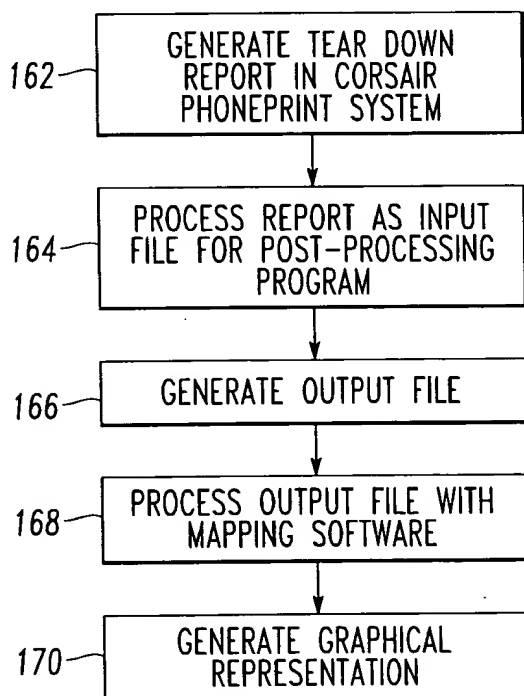 162
GENERATE TEAR DOWN
REPORT IN CORSAIR
PHONEPRINT SYSTEM
164
PROCESS REPORT AS INPUT
FILE FOR POST-PROCESSING
PROGRAM
166
GENERATE OUTPUT FILE
168
PROCESS OUTPUT FILE WITH
MAPPING SOFTWARE
170
GENERATE GRAPHICAL
REPRESENTATION